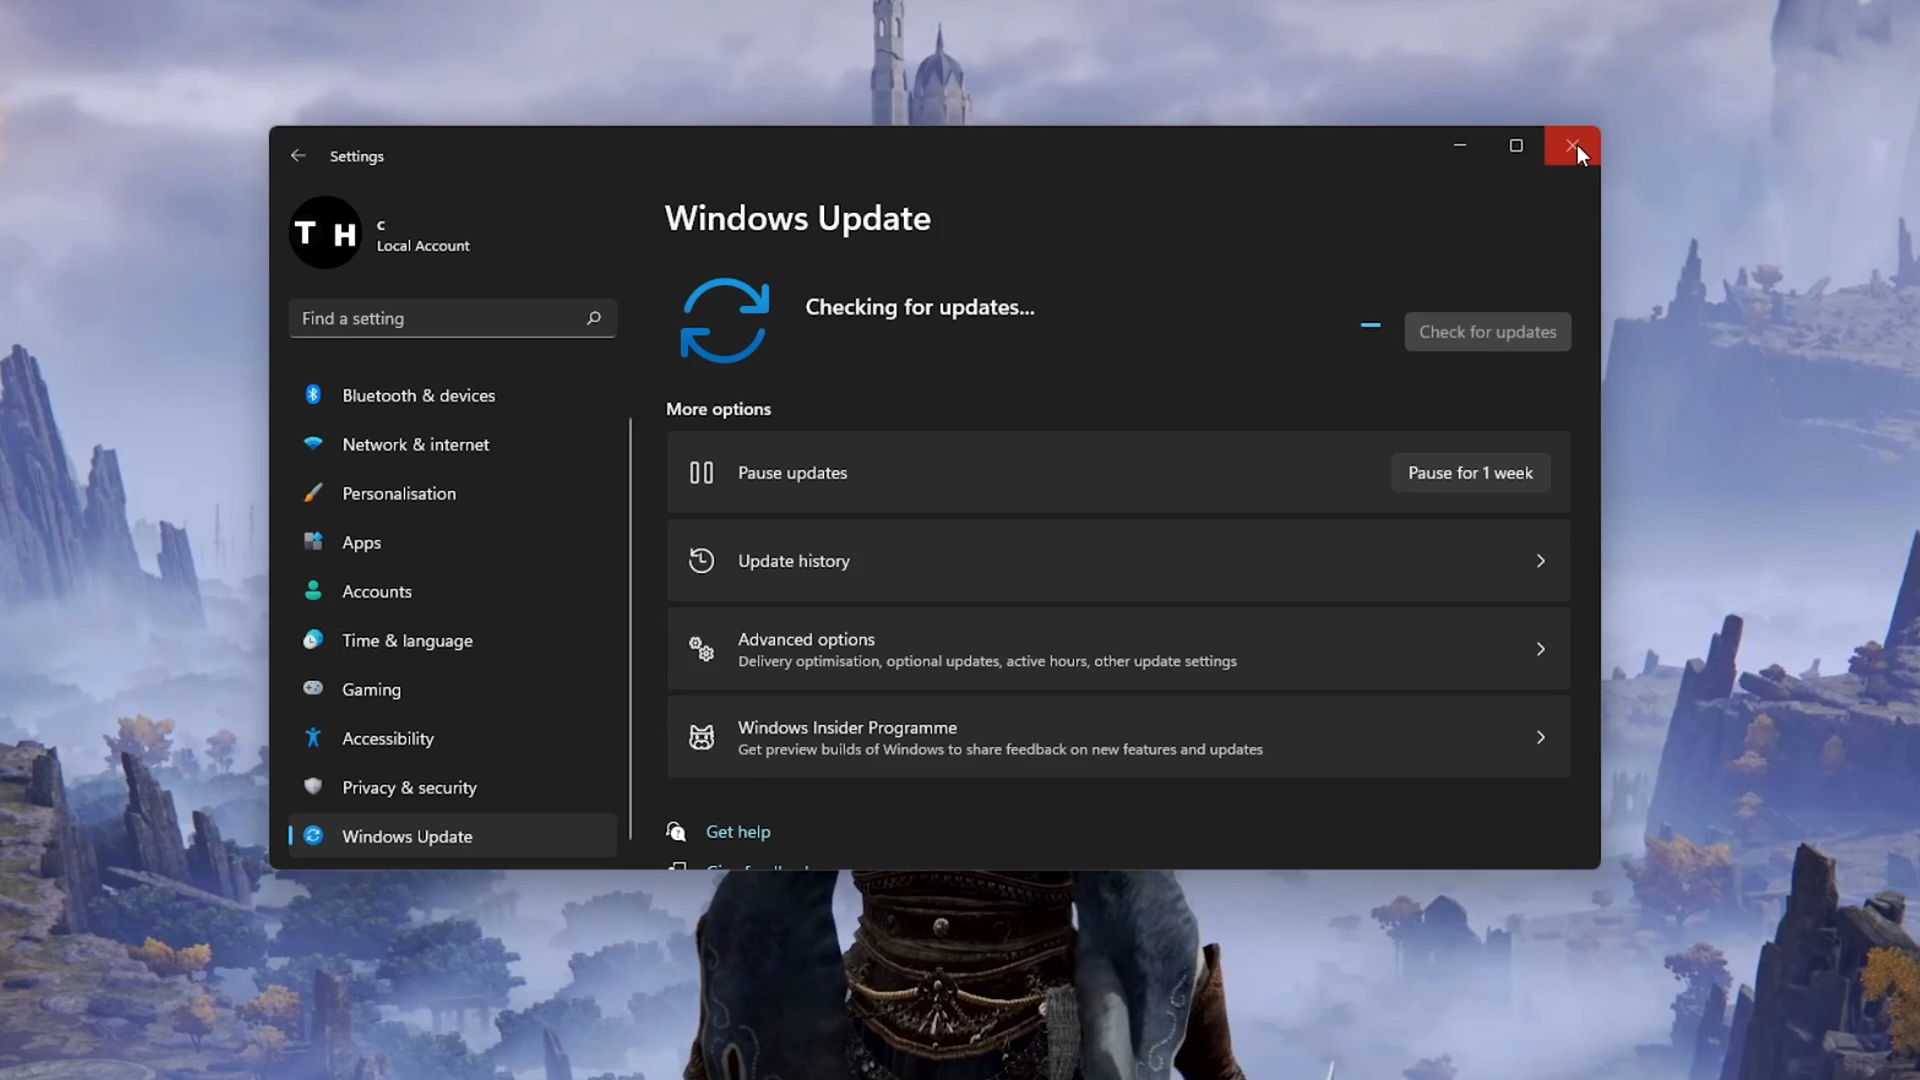 Settings
T H
c
Local Account
Find a setting
Bluetooth & devices
Network & internet
Personalisation
Apps
Accounts
Time & language
Gaming
Accessibility
Privacy & security
Windows Update
Windows Update
Checking for updates...
Check for updates
More options
Pause updates
Pause for 1 week
Update history
Advanced options
Delivery optimisation, optional updates, active hours, other update settings
Windows Insider Programme
Get preview builds of Windows to share feedback on new features and updates
Get help